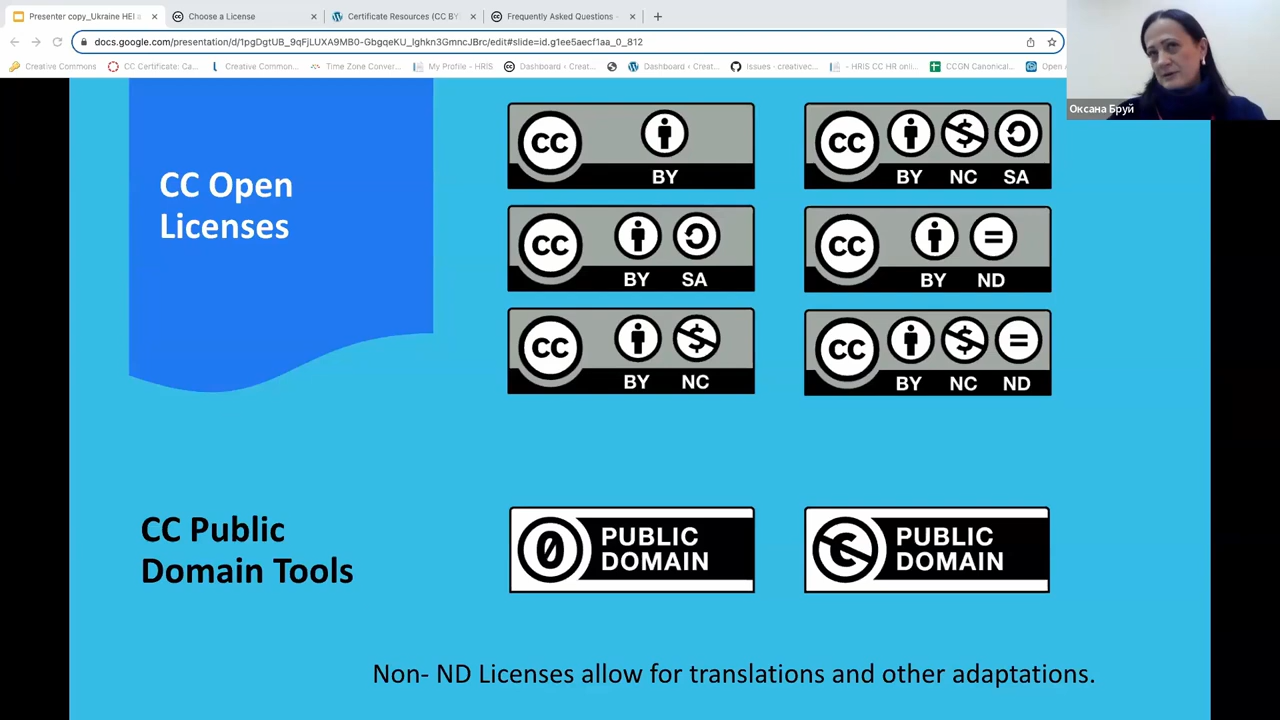 Presenter copy_Ukraine HEI a
Choose a License
Certificate Resources (CC BY
Frequently Asked Questions -
docs.google.com/presentation/d/1pgDgtUB_9qFjLUXA9MB0-GbgqeKU_lghkn3GmncJBrc/edit#slide=id.g1ee5aecf1aa_0_812
Creative Commons
CC Certificate: Ca...
Creative Common...
Time Zone Conver...
My Profile - HRIS
Dashboard ‹ Creat...
Dashboard ‹ Creat...
Issues · creativec...
- HRIS CC HR onli...
CCGN Canonical...
Open
Оксана Бруй
CC Open
Licenses
CC BY
CC BY NC SA
CC BY SA
CC BY ND
CC BY NC
CC BY NC ND
CC Public
Domain Tools
0 PUBLIC
DOMAIN
C PUBLIC
DOMAIN
Non- ND Licenses allow for translations and other adaptations.